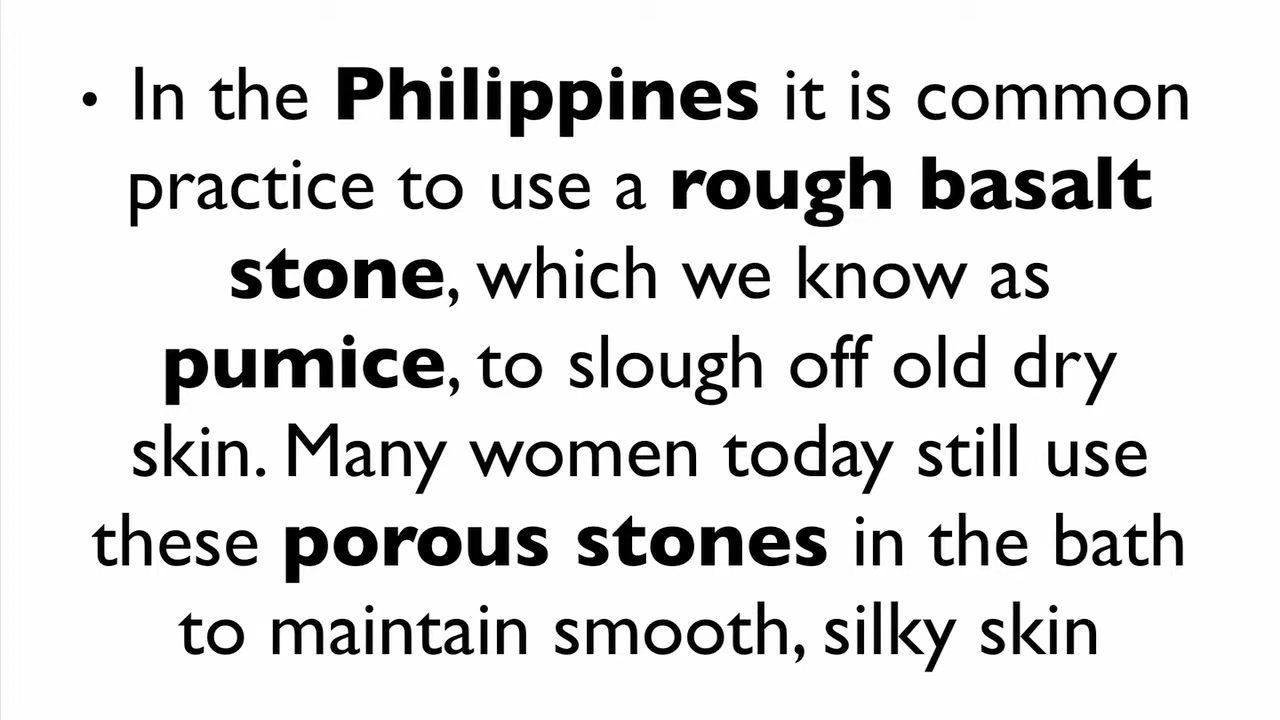 • In the Philippines it is common
practice to use a rough basalt
stone, which we know as
pumice, to slough off old dry
skin. Many women today still use
these porous stones in the bath
to maintain smooth, silky skin